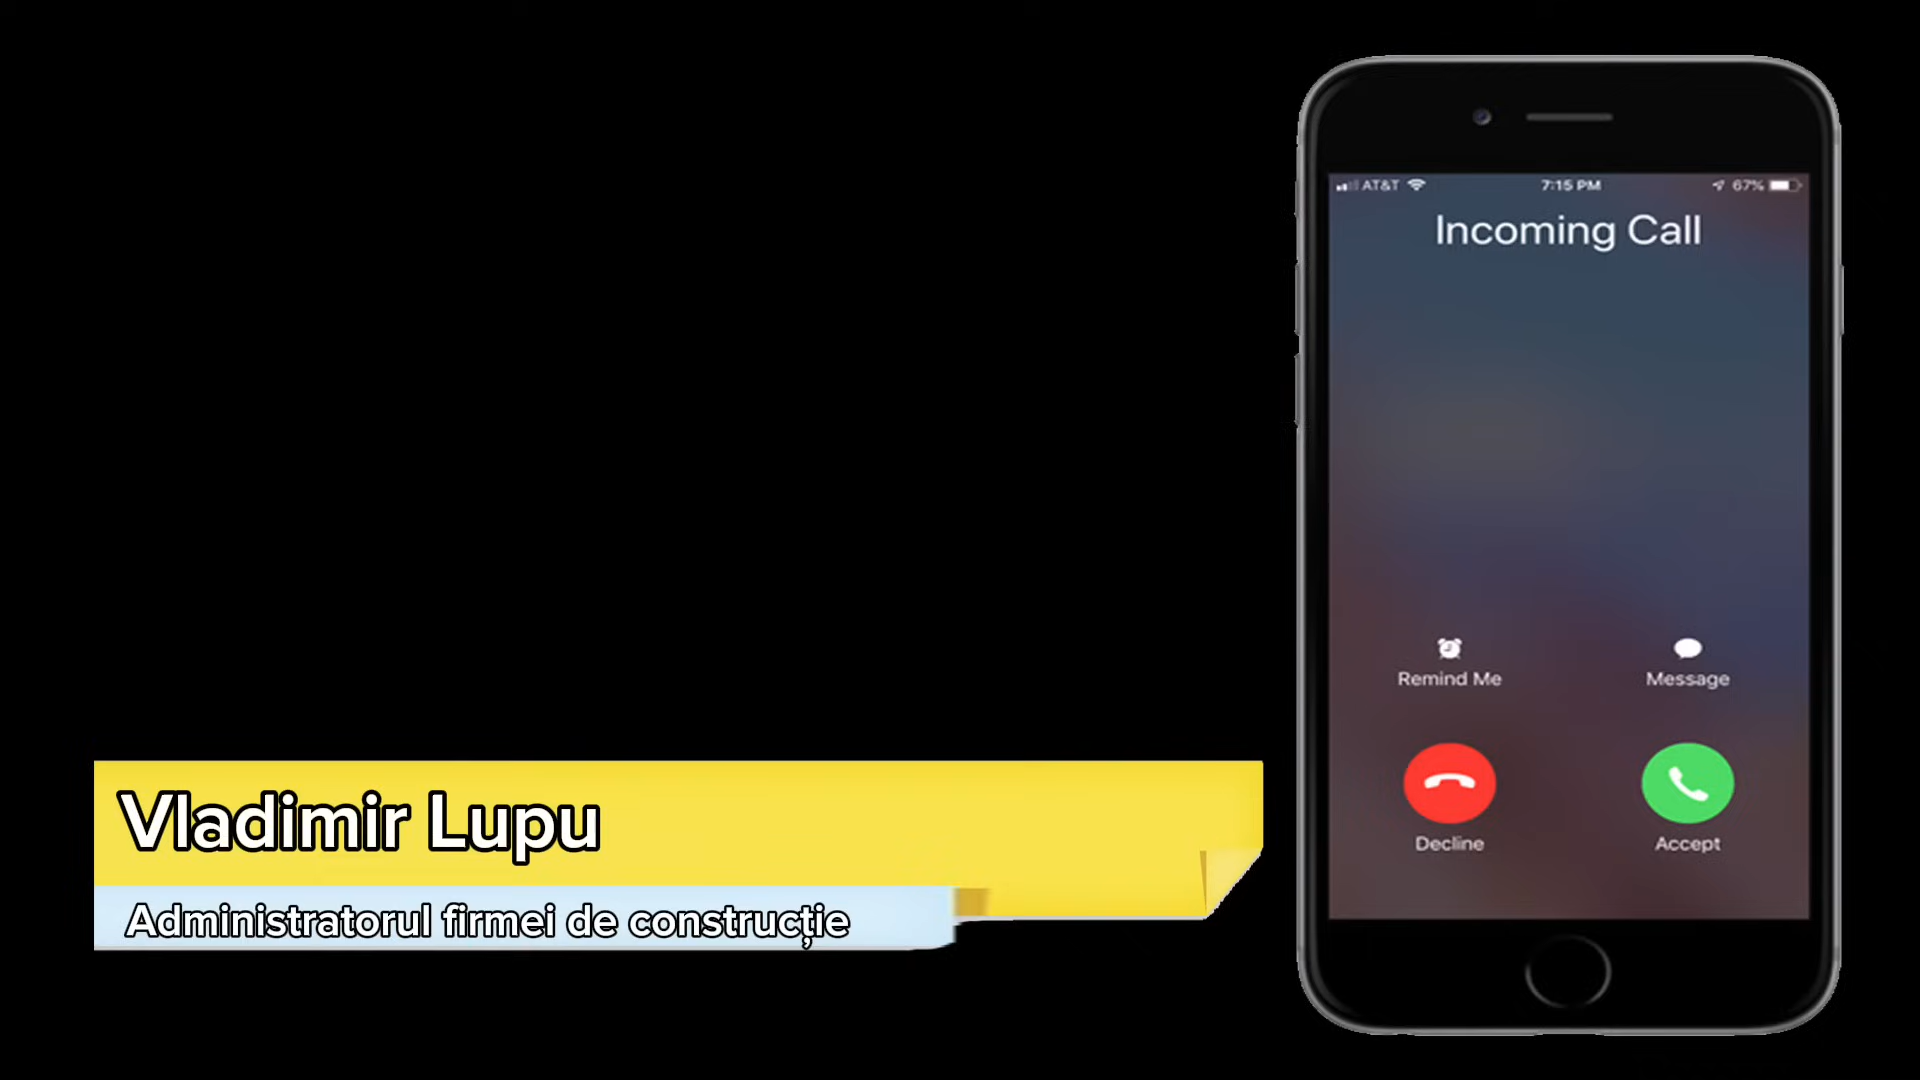 AT&T 7:15 PM 67%
Incoming Call
Remind Me Message
Decline Accept
Vladimir Lupu
Administratorul firmei de construcție